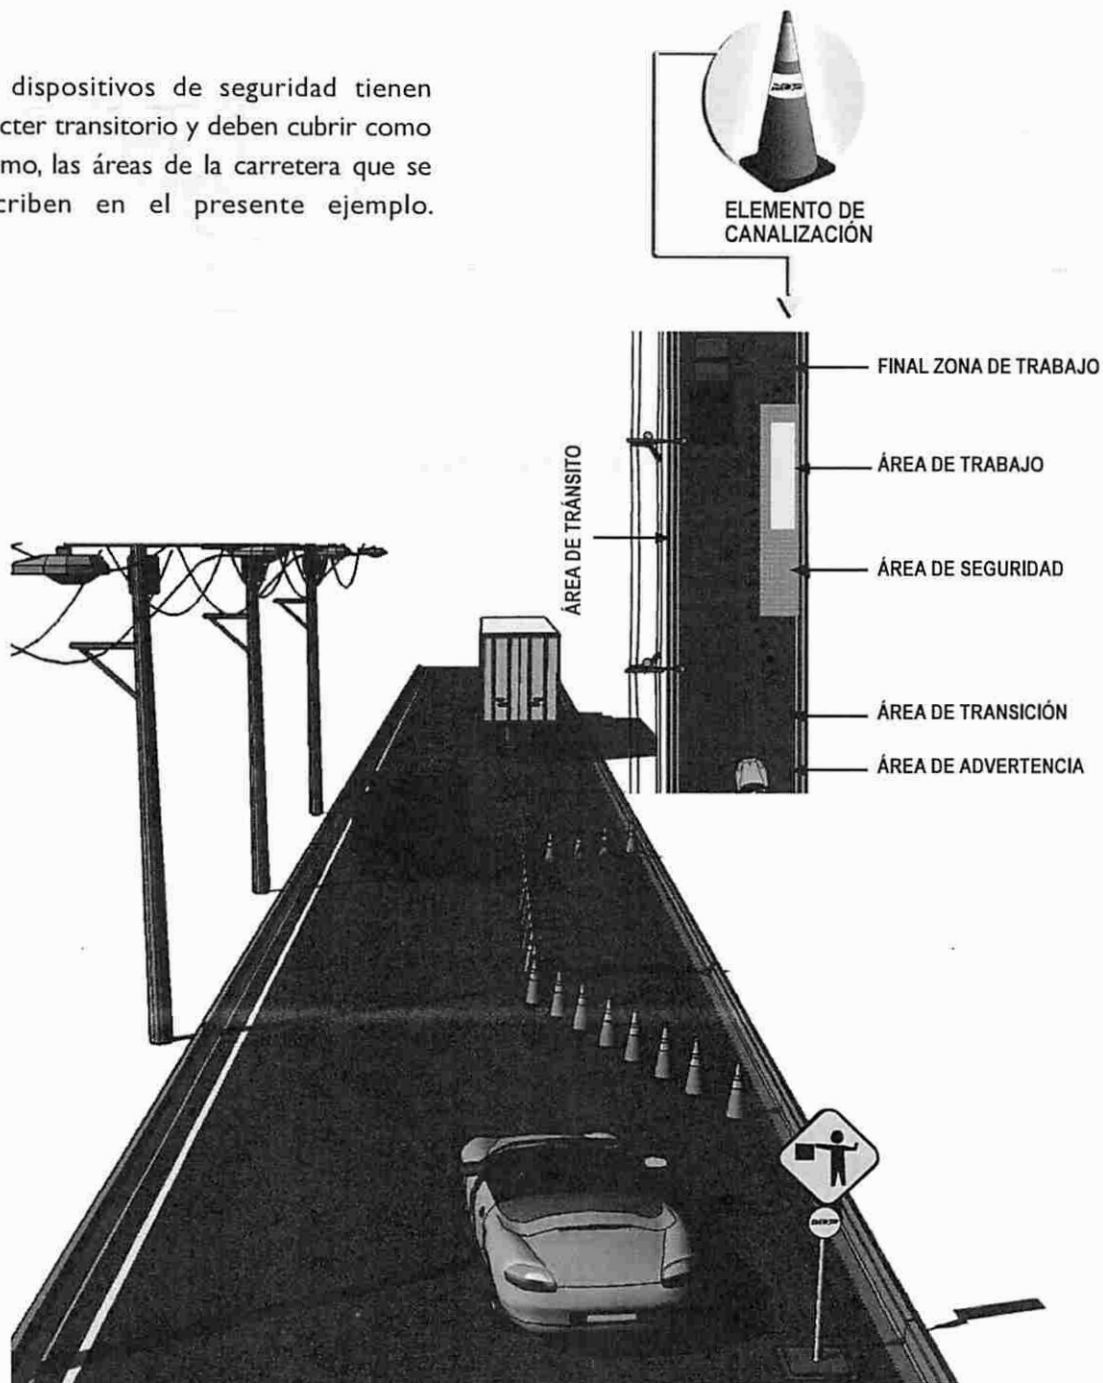 dispositivos de seguridad tienen
cter transitorio y deben cubrir como
mo, las áreas de la carretera que se
criben en el presente ejemplo.
ELEMENTO DE
CANALIZACIÓN
FINAL ZONA DE TRABAJO
ÁREA DE TRABAJO
ÁREA DE TRÁNSITO
ÁREA DE SEGURIDAD
ÁREA DE TRANSICIÓN
ÁREA DE ADVERTENCIA